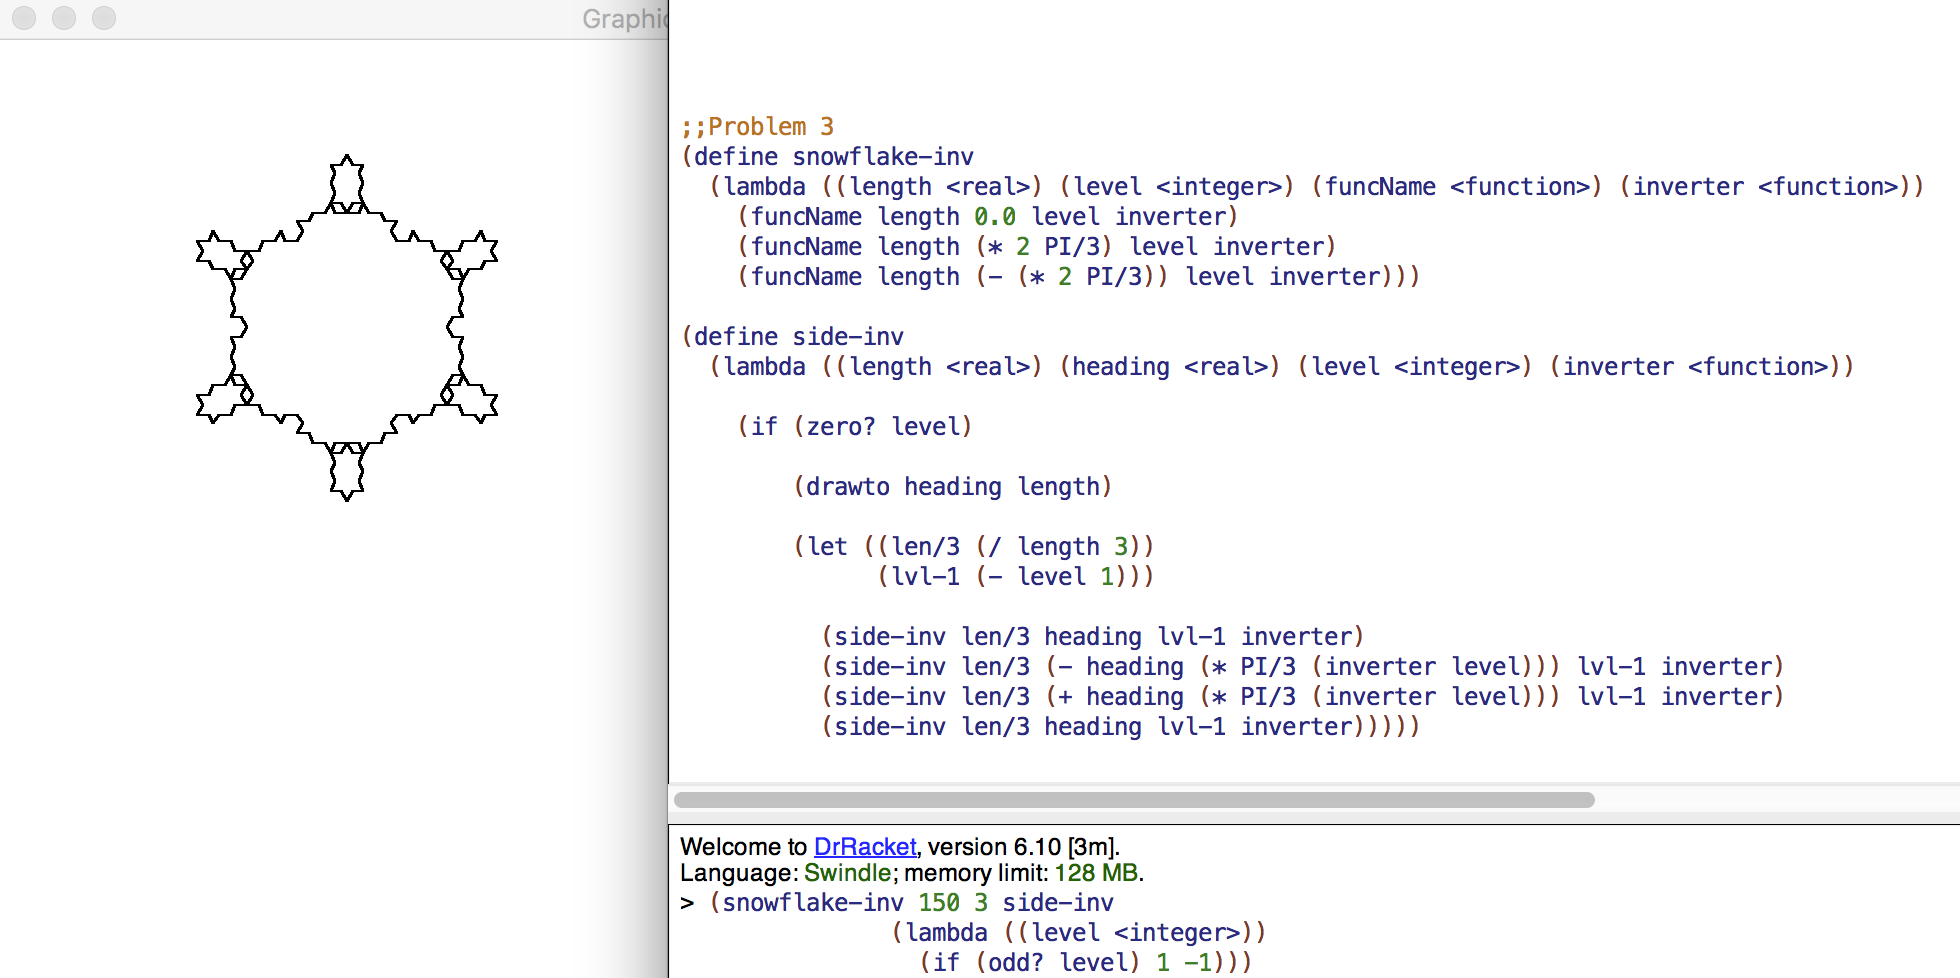 Graphic
;;Problem 3
(define snowflake-inv
(lambda ((length <real>) (level <integer>) (funcName <function>) (inverter <function>))
(funcName length 0.0 level inverter)
(funcName length (* 2 PI/3) level inverter)
(funcName length (- (* 2 PI/3)) level inverter)))
(define side-inv
(lambda ((length <real>) (heading <real>) (level <integer>) (inverter <function>))
(if (zero? level)
(drawto heading length)
(let ((len/3 (/ length 3))
(lvl-1 (- level 1)))
(side-inv len/3 heading lvl-1 inverter)
(side-inv len/3 (- heading (* PI/3 (inverter level))) lvl-1 inverter)
(side-inv len/3 (+ heading (* PI/3 (inverter level))) lvl-1 inverter)
(side-inv len/3 heading lvl-1 inverter)))))
Welcome to DrRacket, version 6.10 [3m].
Language: Swindle; memory limit: 128 MB.
> (snowflake-inv 150 3 side-inv
(lambda ((level <integer>))
(if (odd? level) 1 -1)))